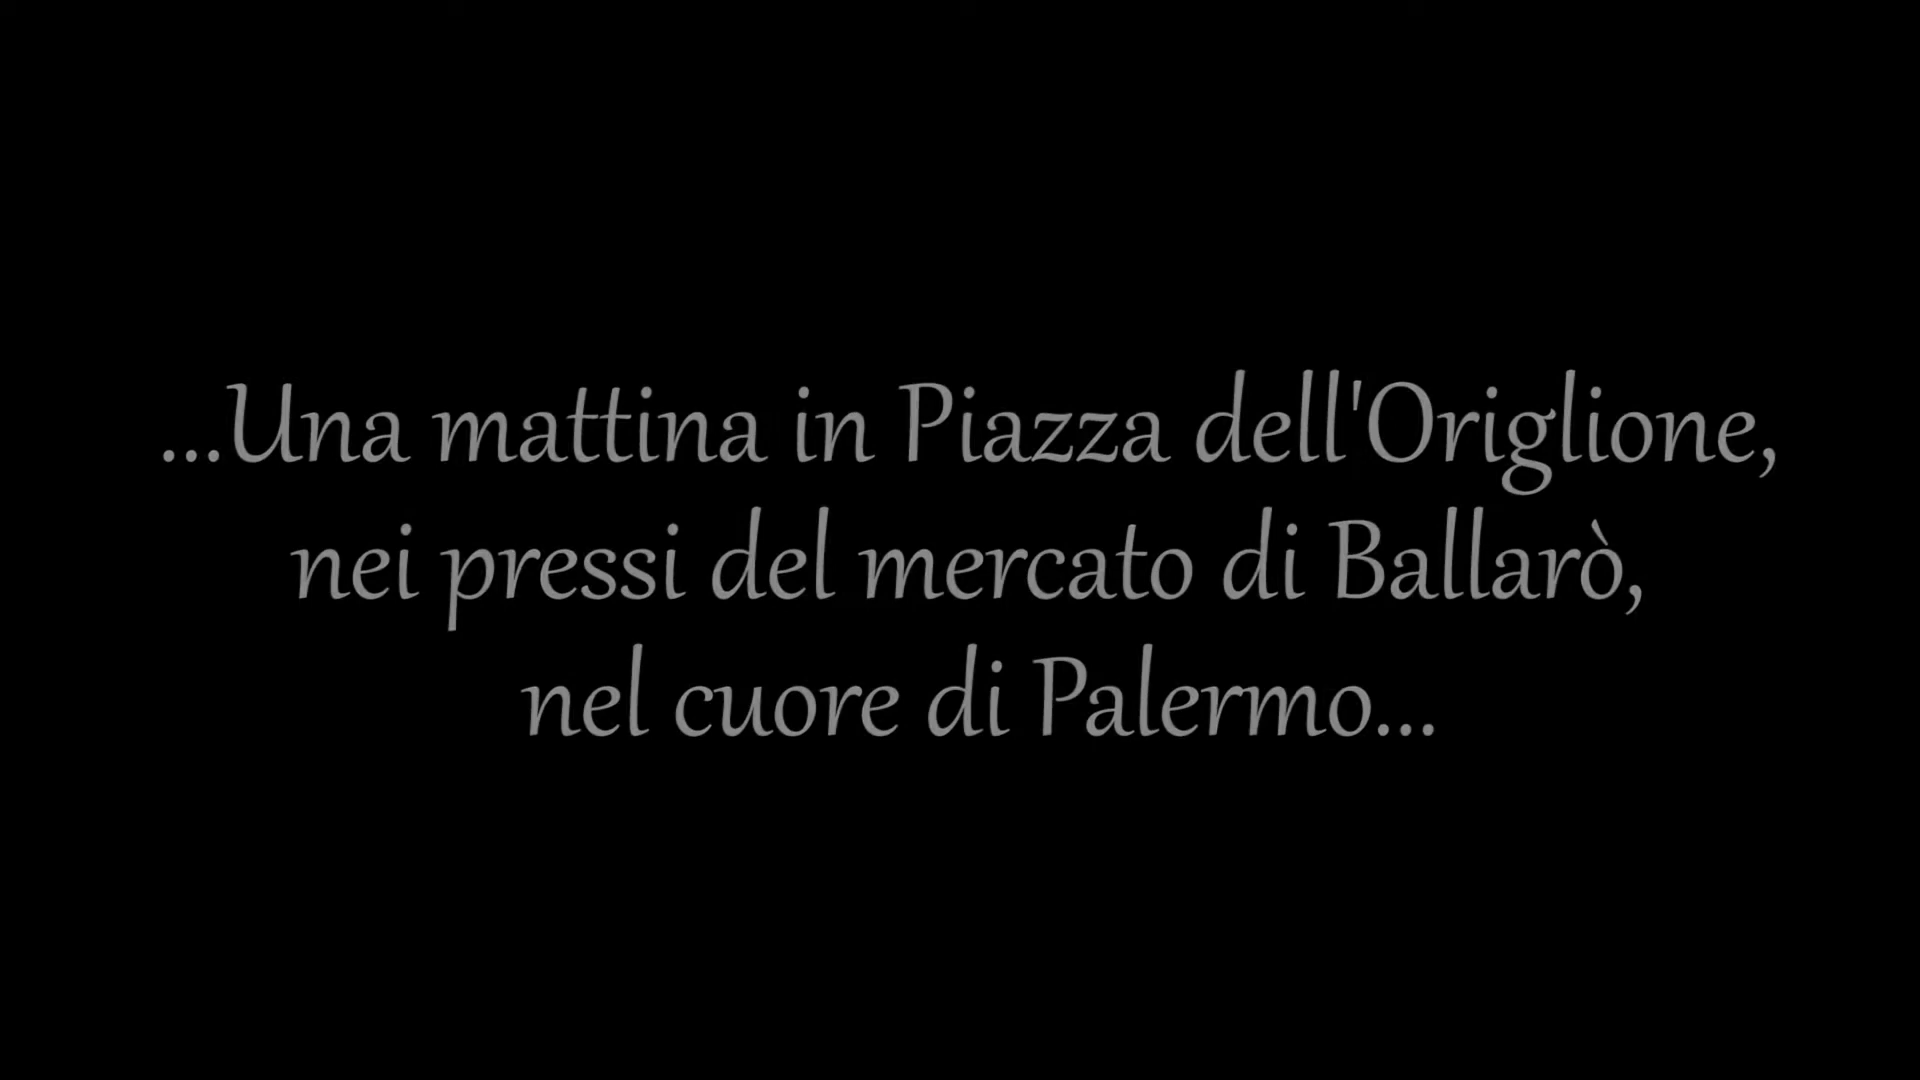 ...Una mattina in Piazza dell'Origlione,
nei pressi del mercato di Ballarò,
nel cuore di Palermo...